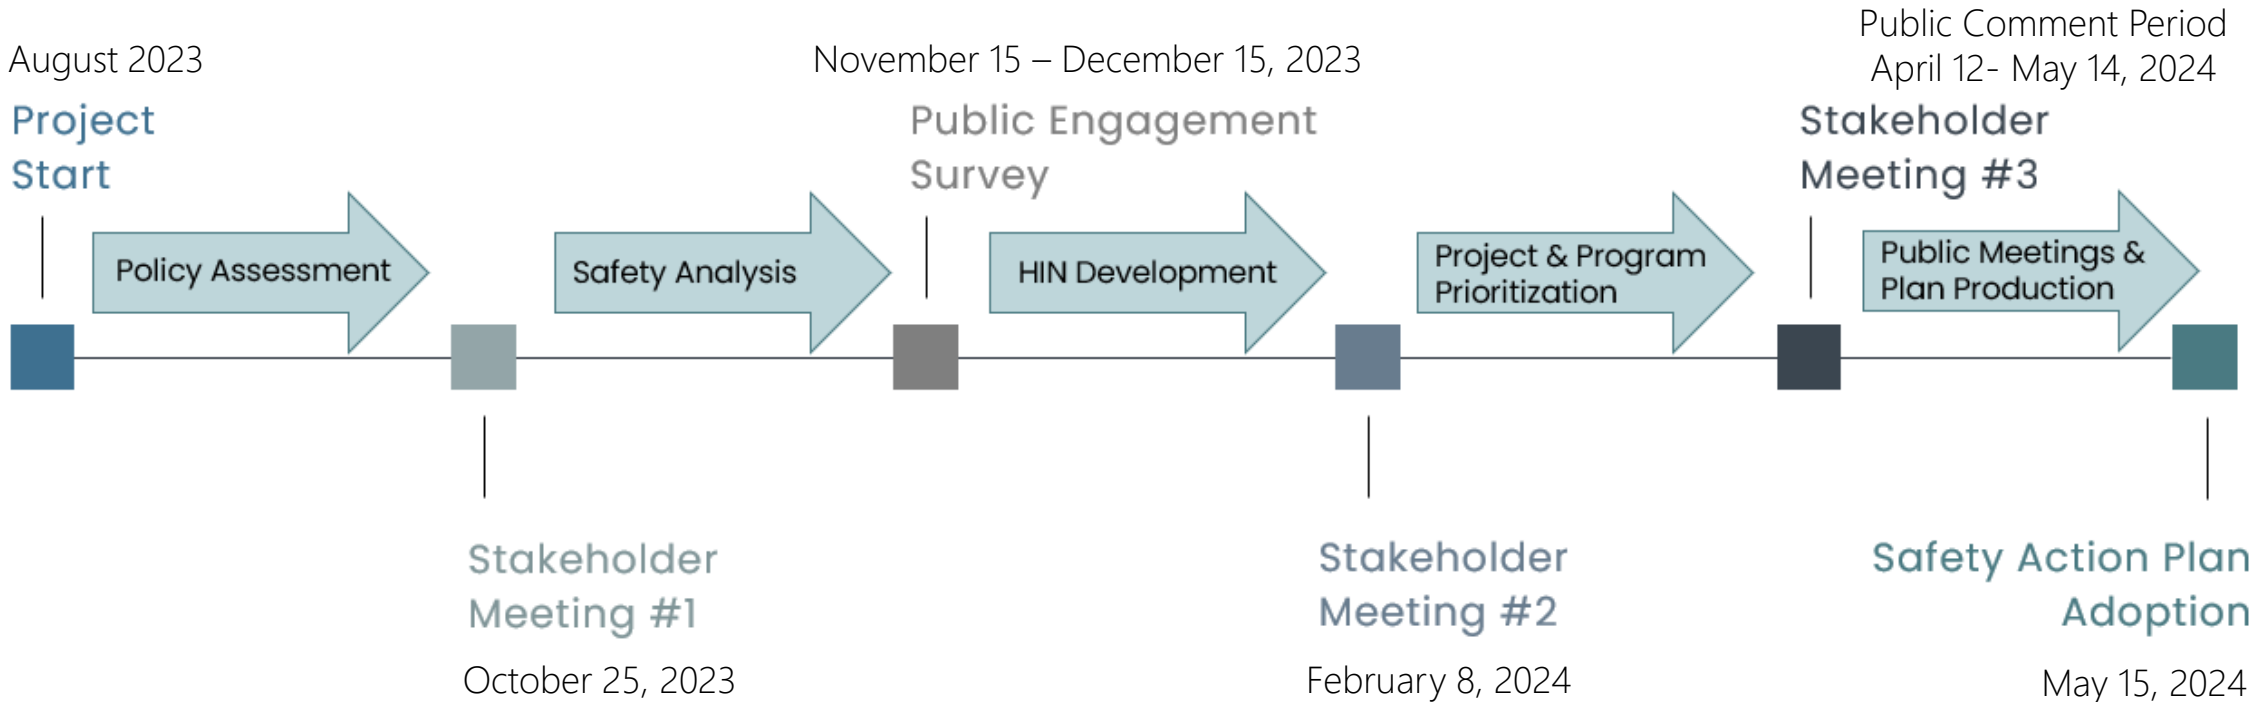 August 2023
Project
Start
November 15 – December 15, 2023
Public Engagement
Survey
Public Comment Period
April 12- May 14, 2024
Stakeholder
Meeting #3
Policy Assessment
Safety Analysis
HIN Development
Project & Program
Prioritization
Public Meetings &
Plan Production
Stakeholder
Meeting #1
October 25, 2023
Stakeholder
Meeting #2
February 8, 2024
Safety Action Plan
Adoption
May 15, 2024